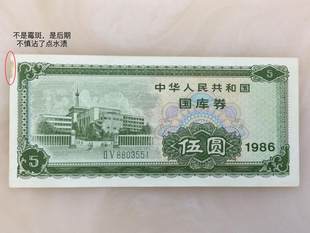 不是霉斑，是后期
不慎沾了点水渍
5
中华人民共和国
国库券
伍圆
1986
5
ⅡV8803551